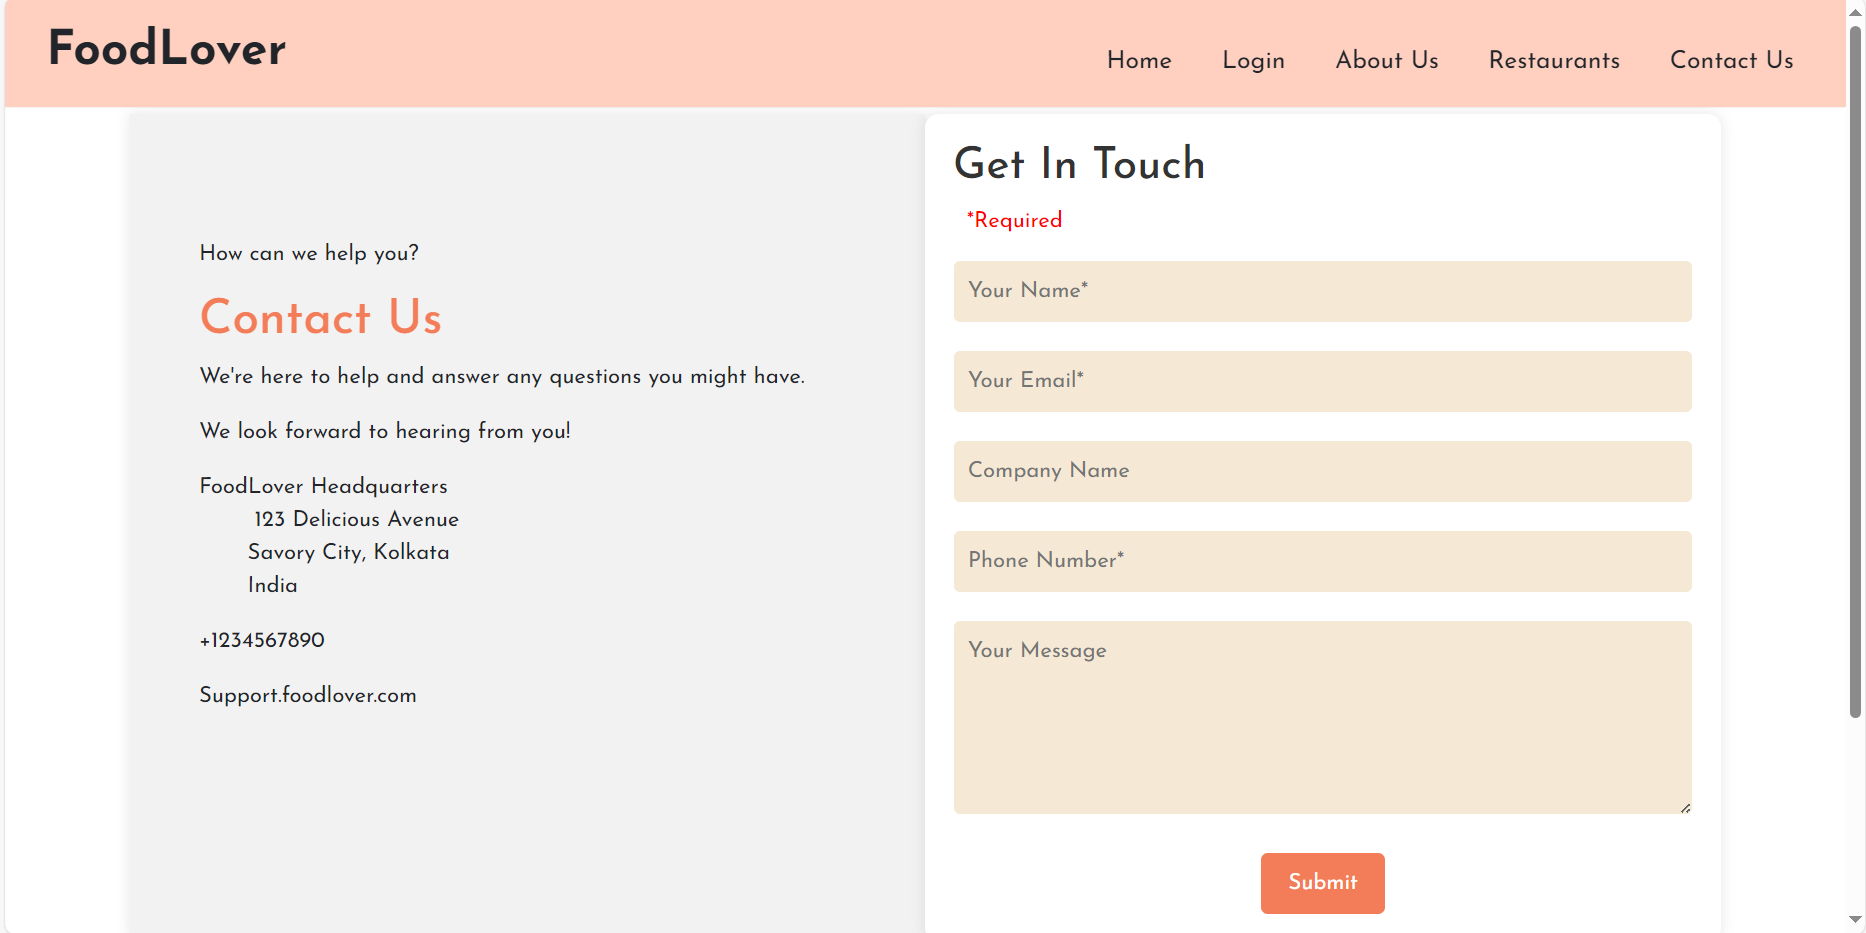 FoodLover
Home
Login
About Us
Restaurants
Contact Us
How can we help you?
Contact Us
We're here to help and answer any questions you might have.
We look forward to hearing from you!
FoodLover Headquarters
123 Delicious Avenue
Savory City, Kolkata
India
+1234567890
Support.foodlover.com
Get In Touch
*Required
Your Name*
Your Email*
Company Name
Phone Number*
Your Message
Submit